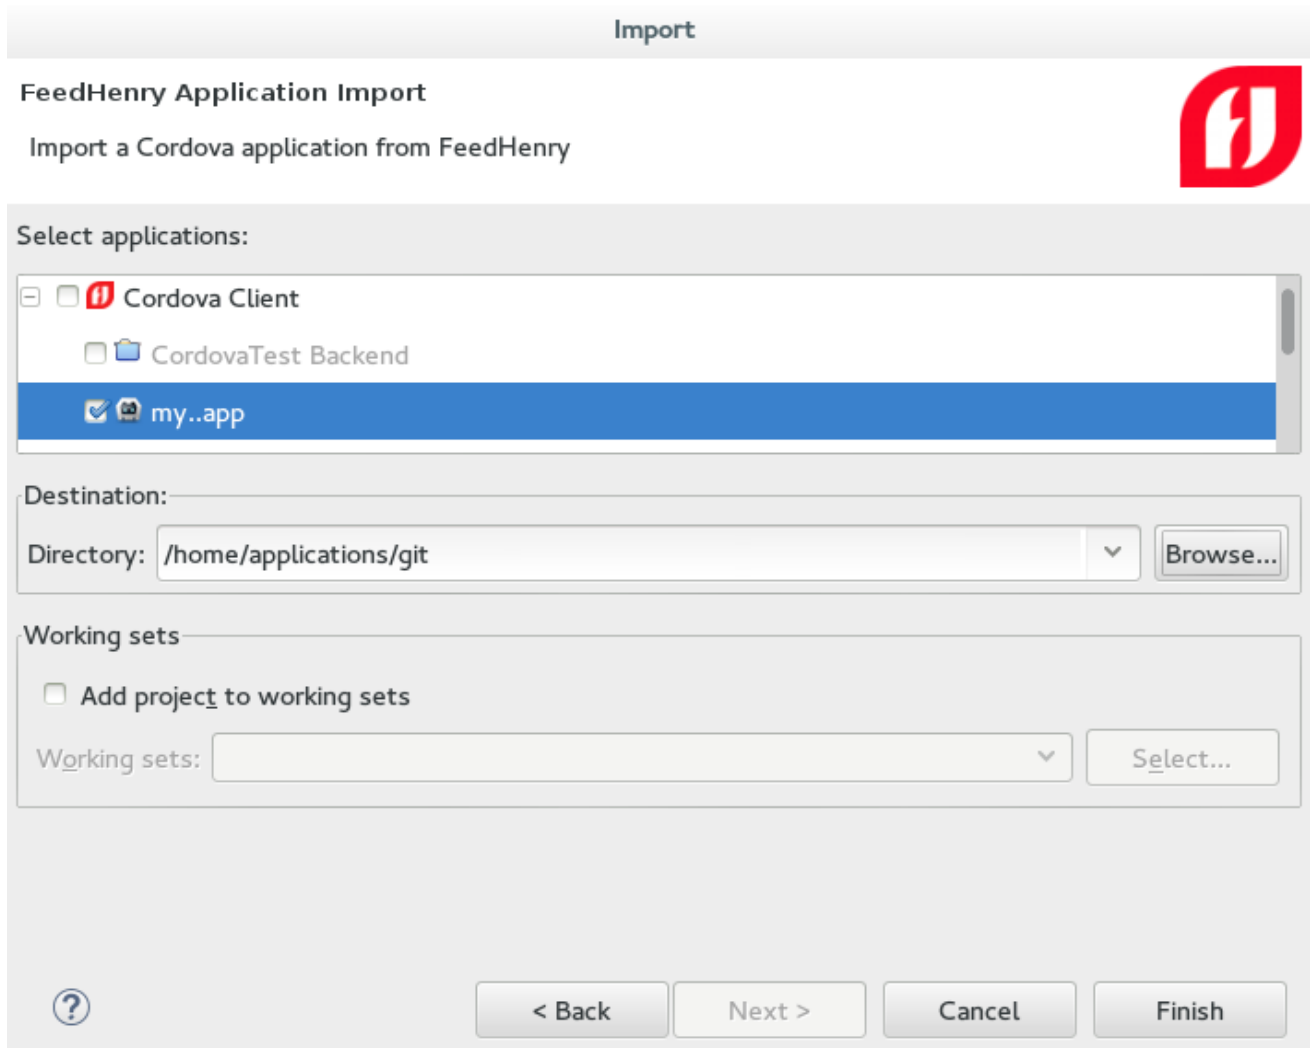 Import
FeedHenry Application Import
Import a Cordova application from FeedHenry
Select applications:
Cordova Client
CordovaTest Backend
my..app
Destination:
Directory: /home/applications/git Browse...
Working sets
Add project to working sets
Working sets: Select...
? < Back Next > Cancel Finish